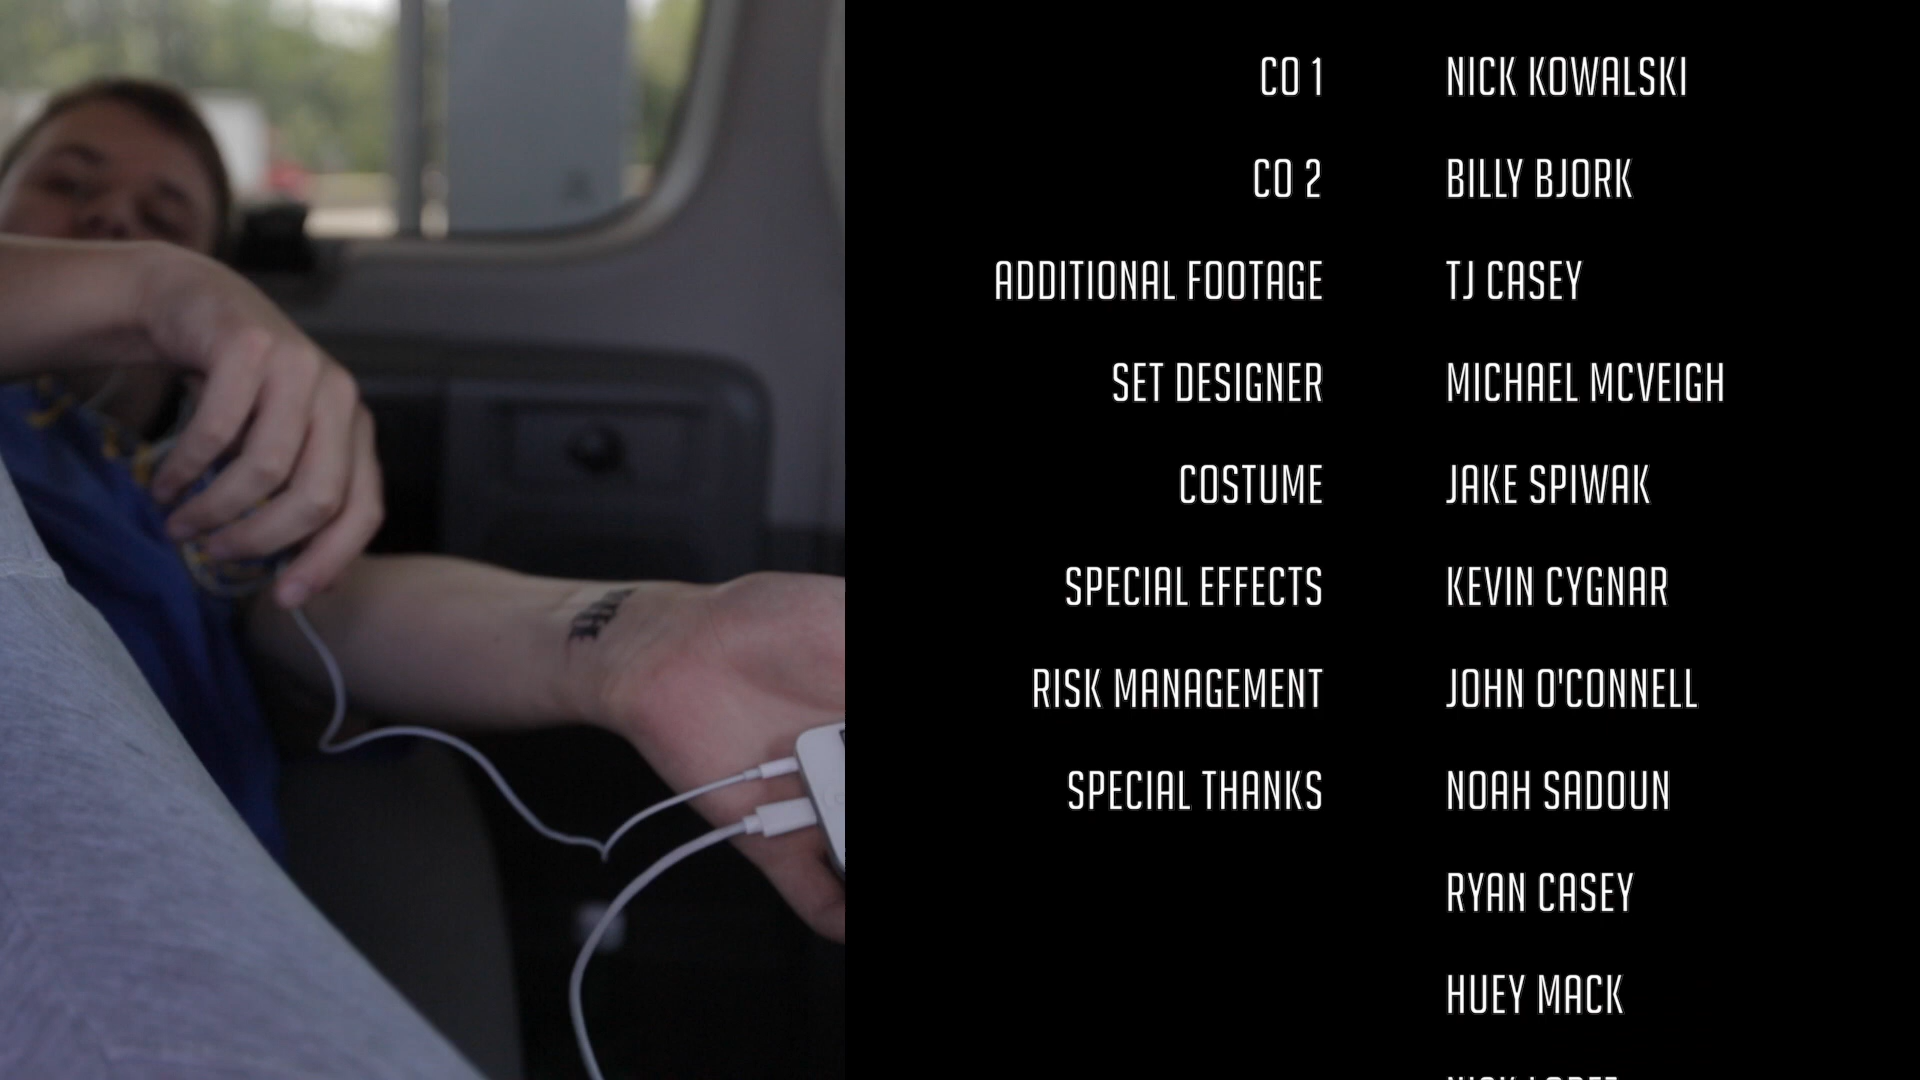 CO 1 NICK KOWALSKI
CO 2 BILLY BJORK
ADDITIONAL FOOTAGE TJ CASEY
SET DESIGNER MICHAEL MCVEIGH
COSTUME JAKE SPIWAK
SPECIAL EFFECTS KEVIN CYGNAR
RISK MANAGEMENT JOHN O'CONNELL
SPECIAL THANKS NOAH SADOUN
RYAN CASEY
HUEY MACK